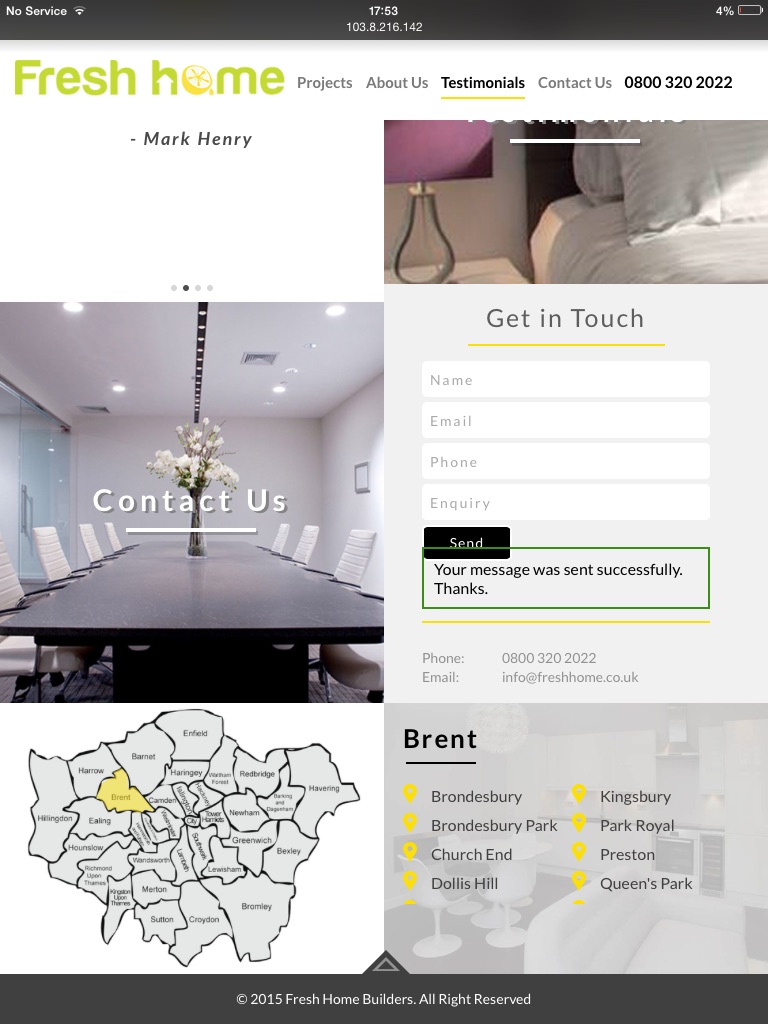 No Service
17:53
4%
103.8.216.142
Fresh home
Projects
About Us
Testimonials
Contact Us
0800 320 2022
Testimonials
- Mark Henry
Get in Touch
Name
Email
Phone
Enquiry
Send
Your message was sent successfully.
Thanks.
Contact Us
Phone: 0800 320 2022
Email: info@freshhome.co.uk
Enfield
Barnet
Harrow
Haringey
Waltham
Forest
Redbridge
Havering
Brent
Camden
Islington
Hackney
Barking
and
Dagenham
Hillingdon
Ealing
Westminster
City
Tower
Hamlets
Newham
Hounslow
Southwark
Greenwich
Bexley
Richmond
Upon
Thames
Wandsworth
Lambeth
Lewisham
Kingston
Upon
Thames
Merton
Bromley
Sutton
Croydon
Brent
Brondesbury
Kingsbury
Brondesbury Park
Park Royal
Church End
Preston
Dollis Hill
Queen's Park
© 2015 Fresh Home Builders. All Right Reserved